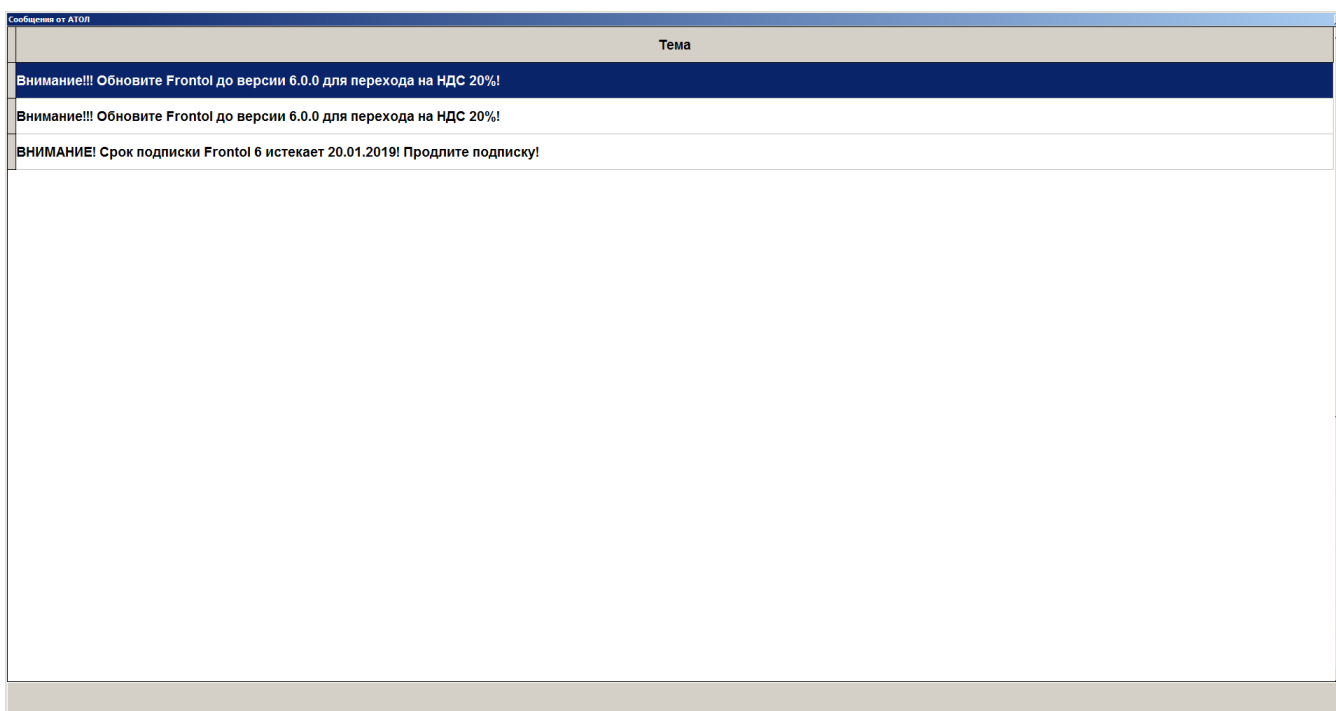 Сообщения от АТОЛ
Тема
Внимание!!! Обновите Frontol до версии 6.0.0 для перехода на НДС 20%!
Внимание!!! Обновите Frontol до версии 6.0.0 для перехода на НДС 20%!
ВНИМАНИЕ! Срок подписки Frontol 6 истекает 20.01.2019! Продлите подписку!